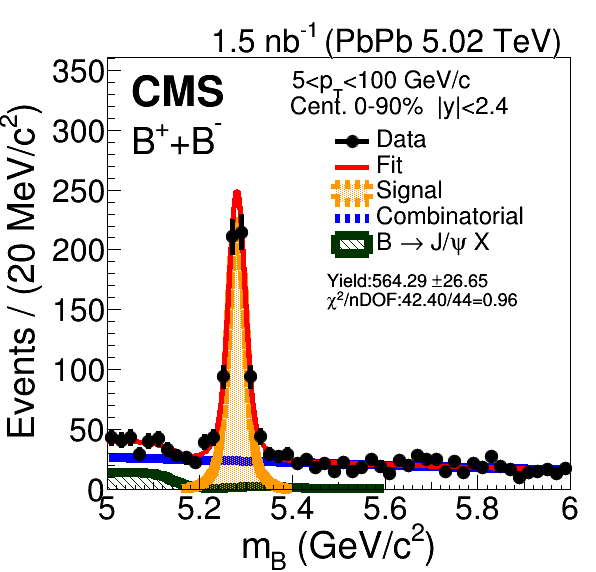 1.5 nb⁻¹ (PbPb 5.02 TeV)
CMS
B⁺+B⁻
5<p_T<100 GeV/c
Cent. 0-90% |y|<2.4
Data
Fit
Signal
Combinatorial
B → J/ψ X
Yield:564.29 ±26.65
χ²/nDOF:42.40/44=0.96
Events / (20 MeV/c²)
350
300
250
200
150
100
50
0
5 5.2 5.4 5.6 5.8 6
m_B (GeV/c²)